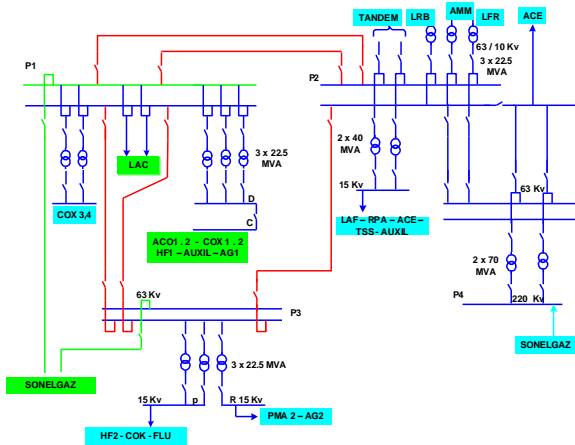 TANDEM
LRB
AMM
LFR
ACE
63 / 10 Kv
3 x 22.5
MVA
P1
P2
LAC
3 x 22.5
MVA
2 x 40
MVA
15 Kv
63 Kv
COX 3,4
D
C
ACO1 . 2 - COX 1 . 2
HF1 – AUXIL – AG1
LAF – RPA – ACE –
TSS - AUXIL
2 x 70
MVA
P4
220 Kv
63 Kv
P3
SONELGAZ
SONELGAZ
3 x 22.5 MVA
15 Kv
p
R 15 Kv
HF2 - COK - FLU
PMA 2 – AG2